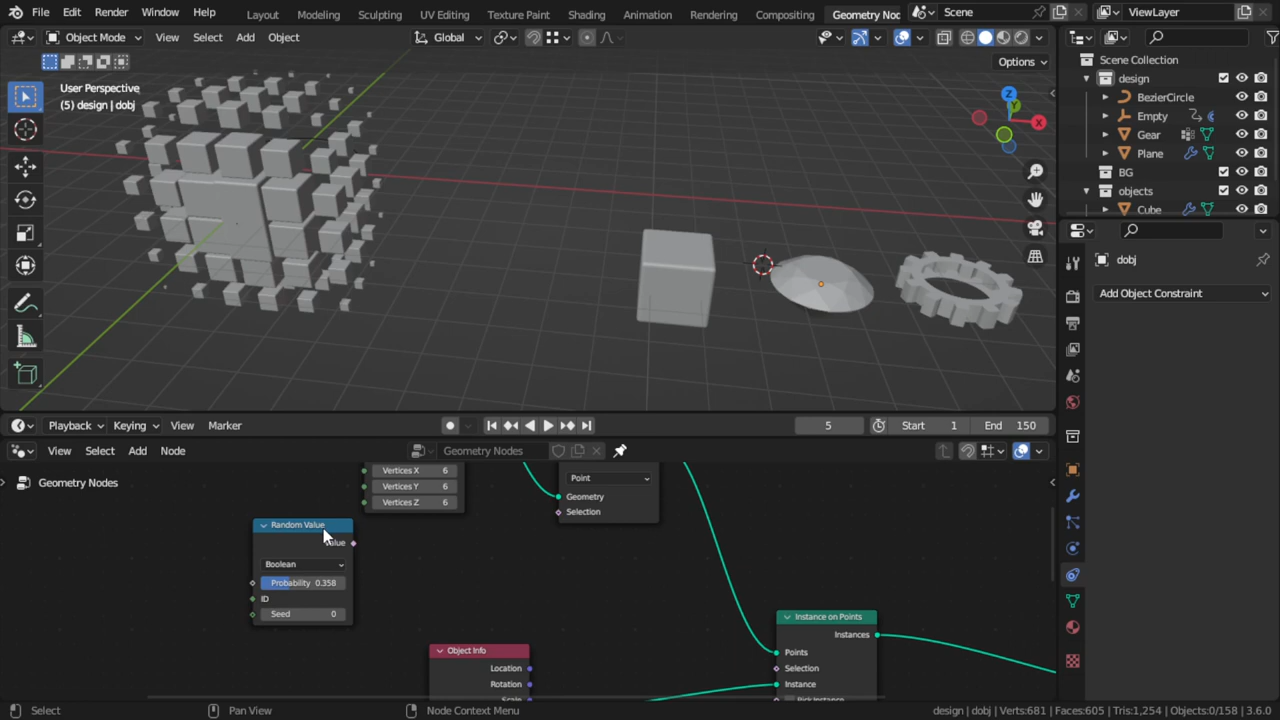 File Edit Render Window Help Layout Modeling Sculpting UV Editing Texture Paint Shading Animation Rendering Compositing Geometry Noc Scene ViewLayer
Object Mode View Select Add Object Global
Options
User Perspective
(5) design | dobj
Z
Y
X
Scene Collection
design
BezierCircle
Empty
Gear
Plane
BG
objects
Cube
dobj
Add Object Constraint
Playback Keying View Marker 5 Start 1 End 150
View Select Add Node Geometry Nodes
Geometry Nodes
Vertices X 6
Vertices Y 6
Vertices Z 6
Point
Geometry
Selection
Random Value
Boolean
Probability 0.358
ID
Seed 0
Object Info
Location
Rotation
Instance on Points
Instances
Points
Selection
Instance
Select Pan View Node Context Menu design | dobj | Verts:681 | Faces:605 | Tris:1,254 | Objects:0/158 | 3.6.0